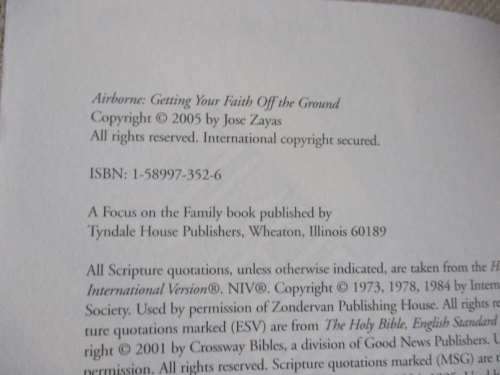 Airborne: Getting Your Faith Off the Ground
Copyright © 2005 by Jose Zayas
All rights reserved. International copyright secured.
ISBN: 1-58997-352-6
A Focus on the Family book published by
Tyndale House Publishers, Wheaton, Illinois 60189
All Scripture quotations, unless otherwise indicated, are taken from the H
International Version®. NIV®. Copyright © 1973, 1978, 1984 by Intern
Society. Used by permission of Zondervan Publishing House. All rights re
ture quotations marked (ESV) are from The Holy Bible, English Standard
right © 2001 by Crossway Bibles, a division of Good News Publishers. U
permission. All rights reserved. Scripture quotations marked (MSG) are t